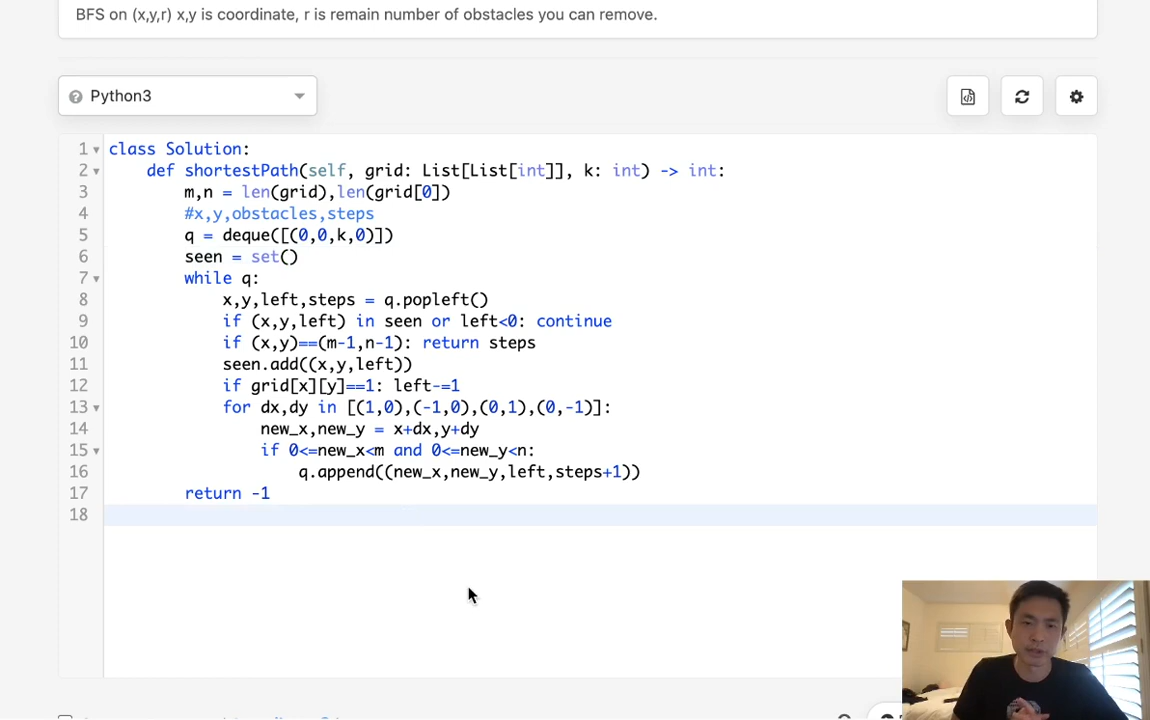 BFS on (x,y,r) x,y is coordinate, r is remain number of obstacles you can remove.
Python3
1 class Solution:
2 def shortestPath(self, grid: List[List[int]], k: int) -> int:
3 m,n = len(grid),len(grid[0])
4 #x,y,obstacles,steps
5 q = deque([(0,0,k,0)])
6 seen = set()
7 while q:
8 x,y,left,steps = q.popleft()
9 if (x,y,left) in seen or left<0: continue
10 if (x,y)==(m-1,n-1): return steps
11 seen.add((x,y,left))
12 if grid[x][y]==1: left-=1
13 for dx,dy in [(1,0),(-1,0),(0,1),(0,-1)]:
14 new_x,new_y = x+dx,y+dy
15 if 0<=new_x<m and 0<=new_y<n:
16 q.append((new_x,new_y,left,steps+1))
17 return -1
18